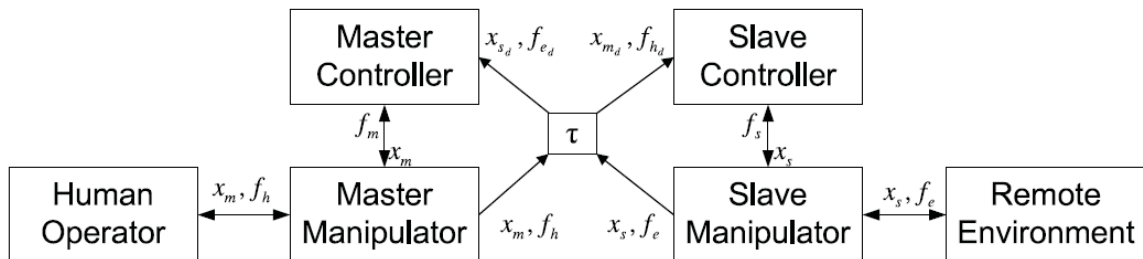 Master
Controller
x_{s_d}, f_{e_d}
x_{m_d}, f_{h_d}
Slave
Controller
f_m
x_m
τ
f_s
x_s
Human
Operator
x_m, f_h
Master
Manipulator
x_m, f_h
x_s, f_e
Slave
Manipulator
x_s, f_e
Remote
Environment